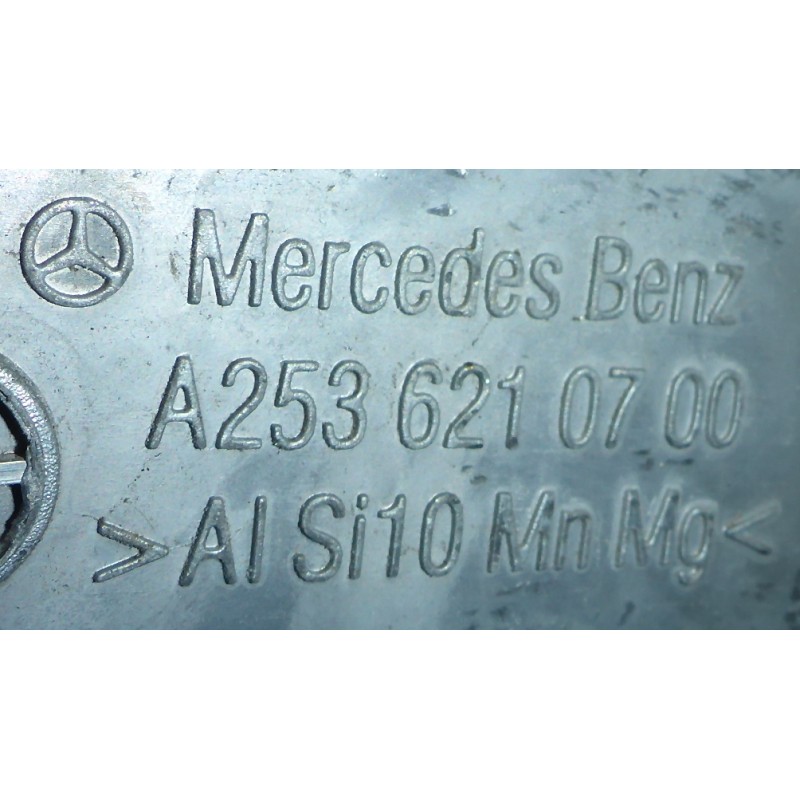 Mercedes Benz
A253 621 07 00
>Al Si10 Mn Mg<